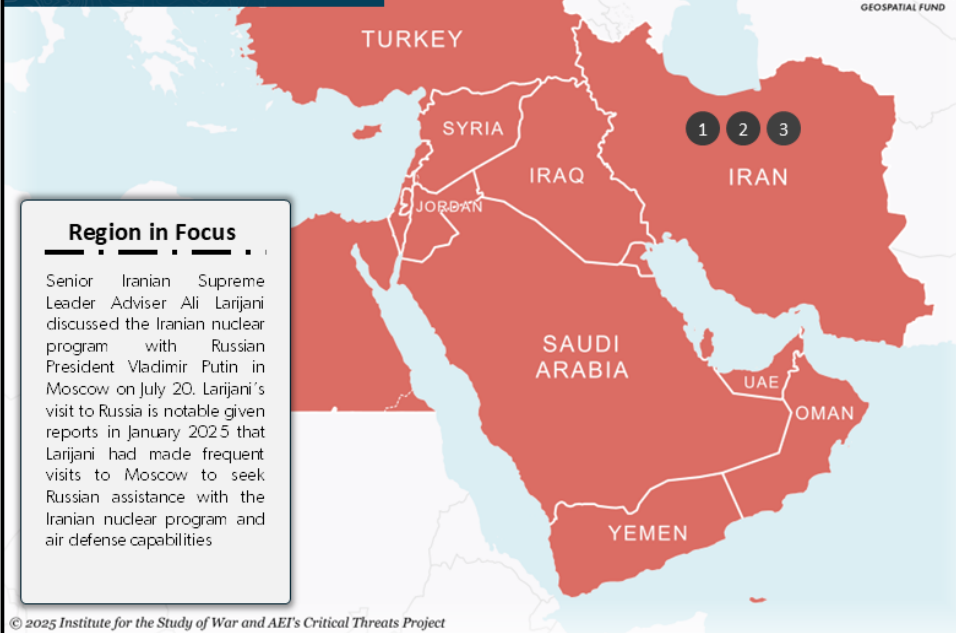 GEOSPATIAL FUND
TURKEY
SYRIA
1 2 3
IRAQ
IRAN
JORDAN
Region in Focus
Senior Iranian Supreme
Leader Adviser Ali Larijani
discussed the Iranian nuclear
program with Russian
President Vladimir Putin in
Moscow on July 20. Larijani's
visit to Russia is notable given
reports in January 2025 that
Larijani had made frequent
visits to Moscow to seek
Russian assistance with the
Iranian nuclear program and
air defense capabilities
SAUDI
ARABIA
UAE
OMAN
YEMEN
© 2025 Institute for the Study of War and AEI's Critical Threats Project